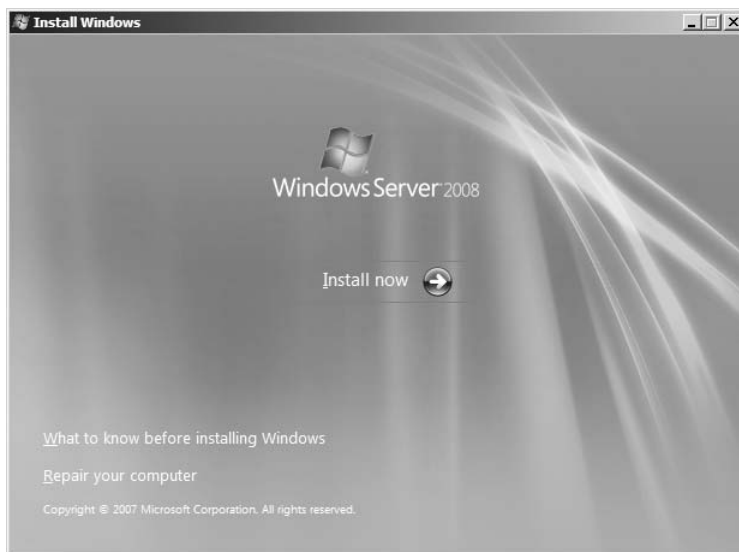 Install Windows
Windows Server 2008
Install now
What to know before installing Windows
Repair your computer
Copyright © 2007 Microsoft Corporation. All rights reserved.